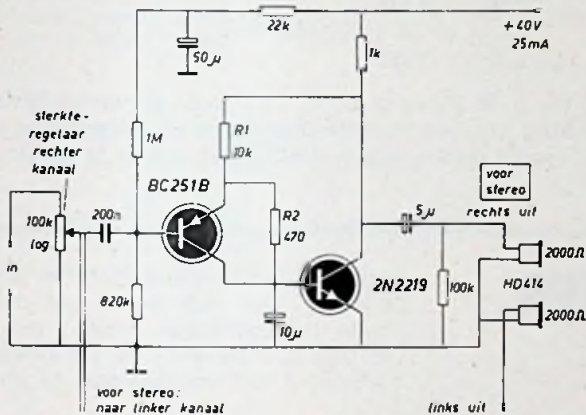 22k
+40V
25mA
50µ
1k
sterkte-
regelaar
rechter
kanaal
1M
R1
10k
BC251B
voor
stereo
rechts uit
100k
log
200n
R2
470
5µ
2N2219
2000Ω
HD414
in
820k
10µ
100k
2000Ω
voor stereo:
naar linker kanaal
links uit